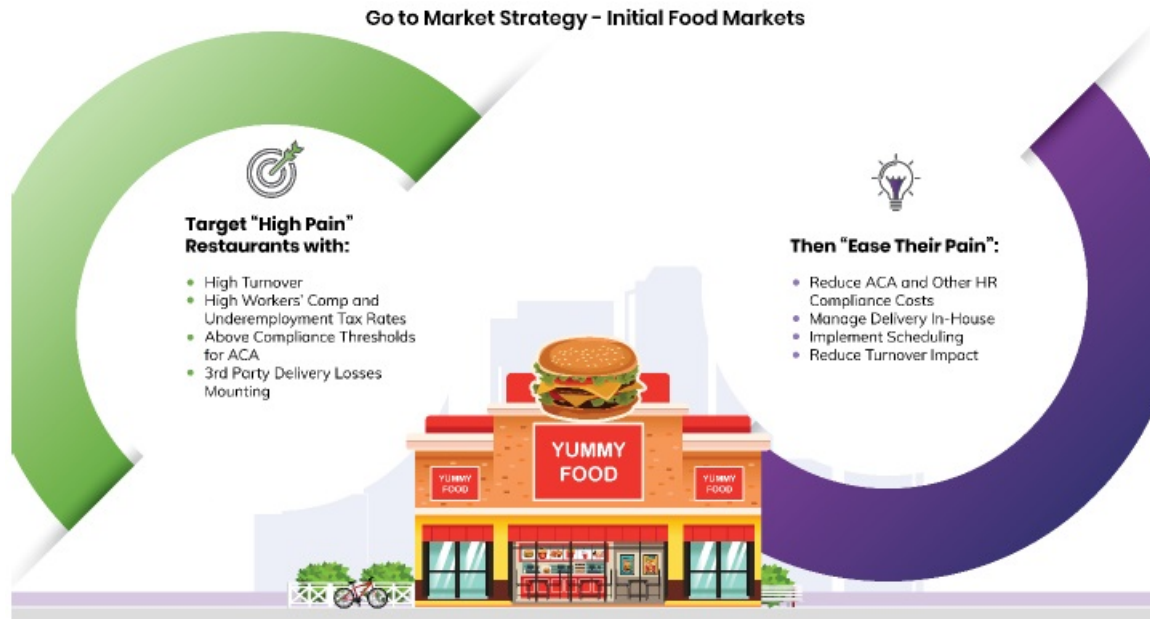 Go to Market Strategy - Initial Food Markets
Target "High Pain"
Restaurants with:
High Turnover
High Workers' Comp and
Underemployment Tax Rates
Above Compliance Thresholds
for ACA
3rd Party Delivery Losses
Mounting
Then "Ease Their Pain":
Reduce ACA and Other HR
Compliance Costs
Manage Delivery In-House
Implement Scheduling
Reduce Turnover Impact
YUMMY
FOOD
YUMMY
FOOD
YUMMY
FOOD